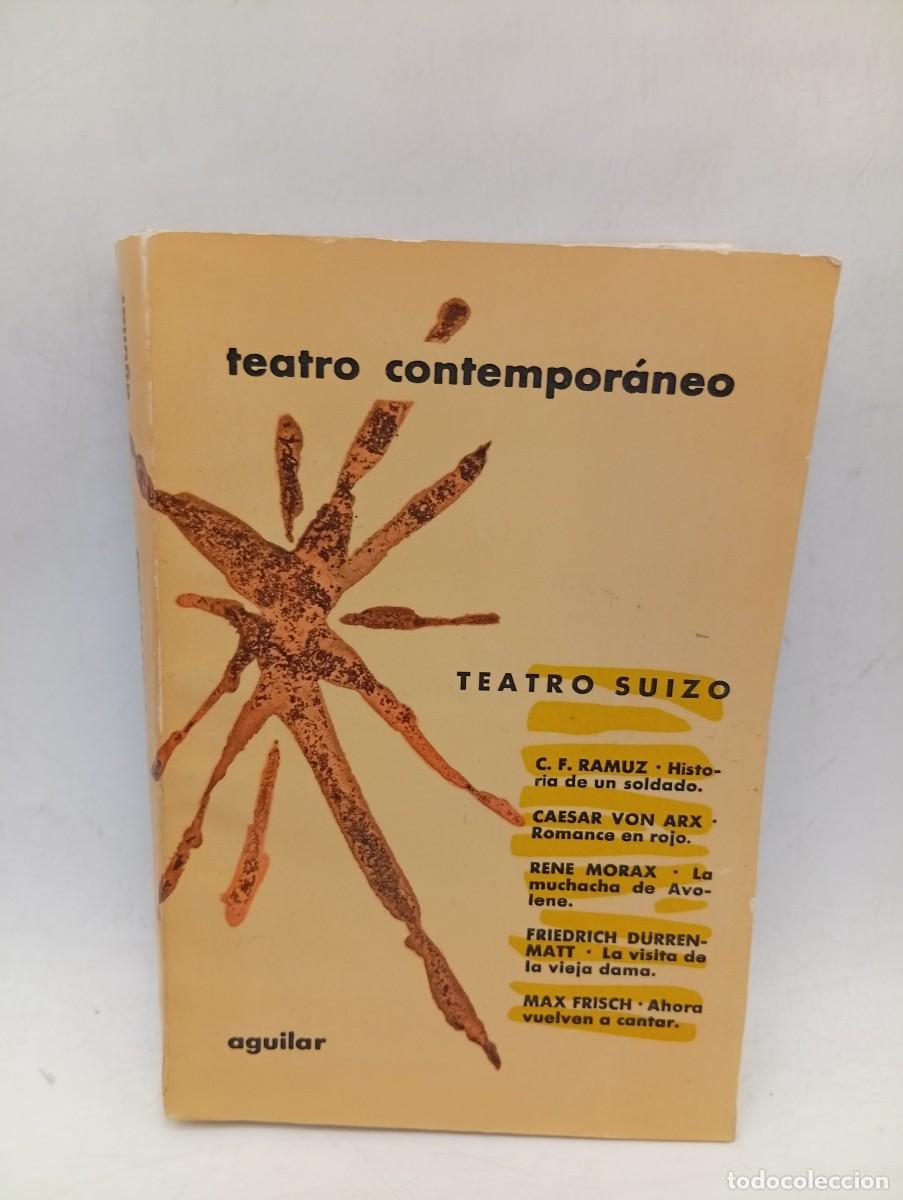 teatro contemporáneo
TEATRO SUIZO
C. F. RAMUZ · Histo-
ria de un soldado.
CAESAR VON ARX ·
Romance en rojo.
RENE MORAX · La
muchacha de Avo-
lene.
FRIEDRICH DÜRREN-
MATT · La visita de
la vieja dama.
MAX FRISCH · Ahora
vuelven a cantar.
aguilar
aguilar
todocoleccion